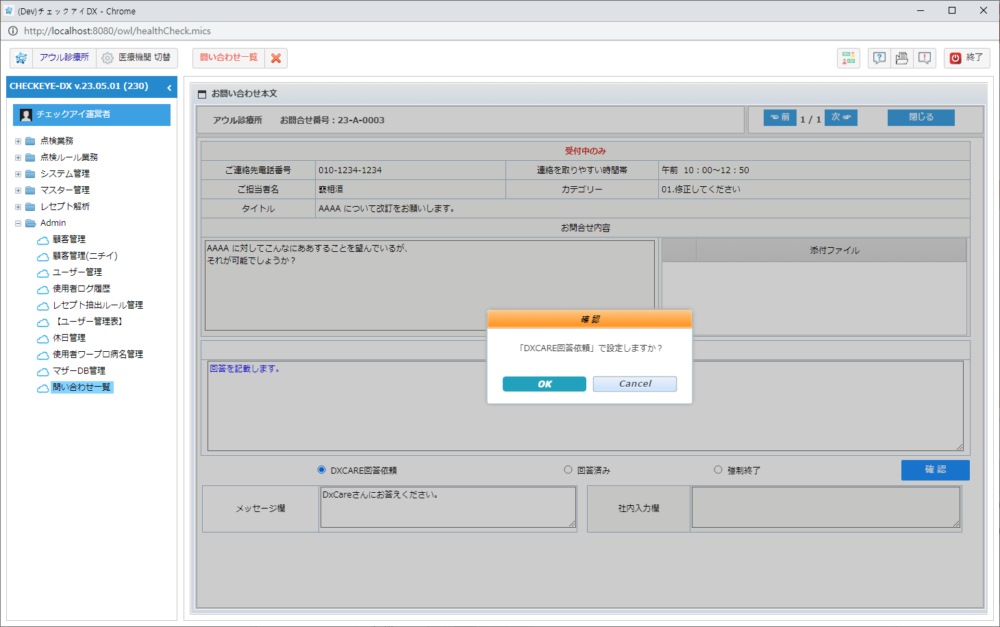 (Dev)チェックアイDX - Chrome
http://localhost:8080/owl/healthCheck.mics
アウル診療所
医療機関 切替
問い合わせ一覧
終了
CHECKEYE-DX v.23.05.01 (230)
チェックアイ運営者
点検業務
点検ルール業務
システム管理
マスター管理
レセプト解析
Admin
顧客管理
顧客管理(ニチイ)
ユーザー管理
使用者ログ履歴
レセプト抽出ルール管理
【ユーザー管理表】
休日管理
使用者ワープロ病名管理
マザーDB管理
問い合わせ一覧
お問い合わせ本文
アウル診療所 お問合せ番号：23-A-0003
前 1 / 1 次 閉じる
受付中のみ
ご連絡先電話番号 010-1234-1234 連絡を取りやすい時間帯 午前 10：00～12：50
ご担当者名 裵相洹 カテゴリー 01.修正してください
タイトル AAAA について改訂をお願いします。
お問合せ内容
AAAA に対してこんなにああすることを望んでいるが、
それが可能でしょうか？
添付ファイル
確 認
「DXCARE回答依頼」で設定しますか？
OK Cancel
回答を記載します。
DXCARE回答依頼 回答済み 強制終了 確 認
メッセージ欄 DxCareさんにお答えください。 社内入力欄